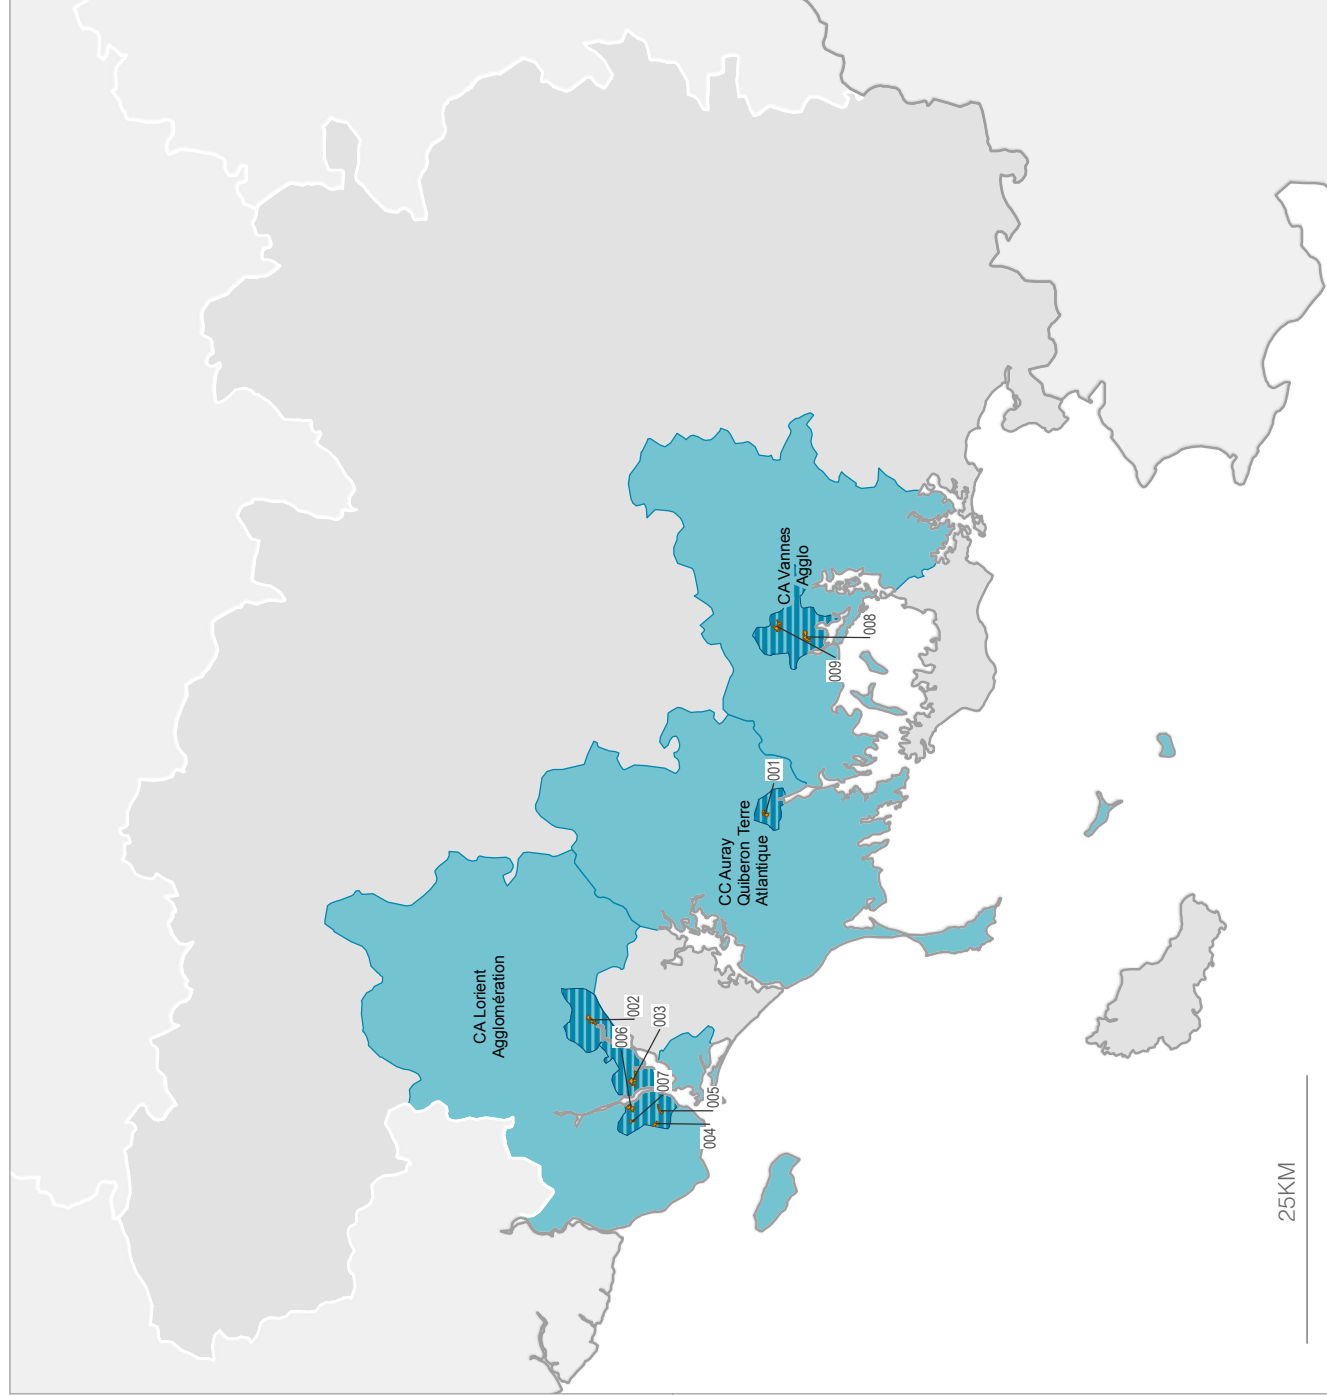 CA Lorient
Agglomération
002
006
003
007
005
004
CC Auray
Quiberon Terre
Atlantique
001
CA Vannes
Agglo
008
009
25KM